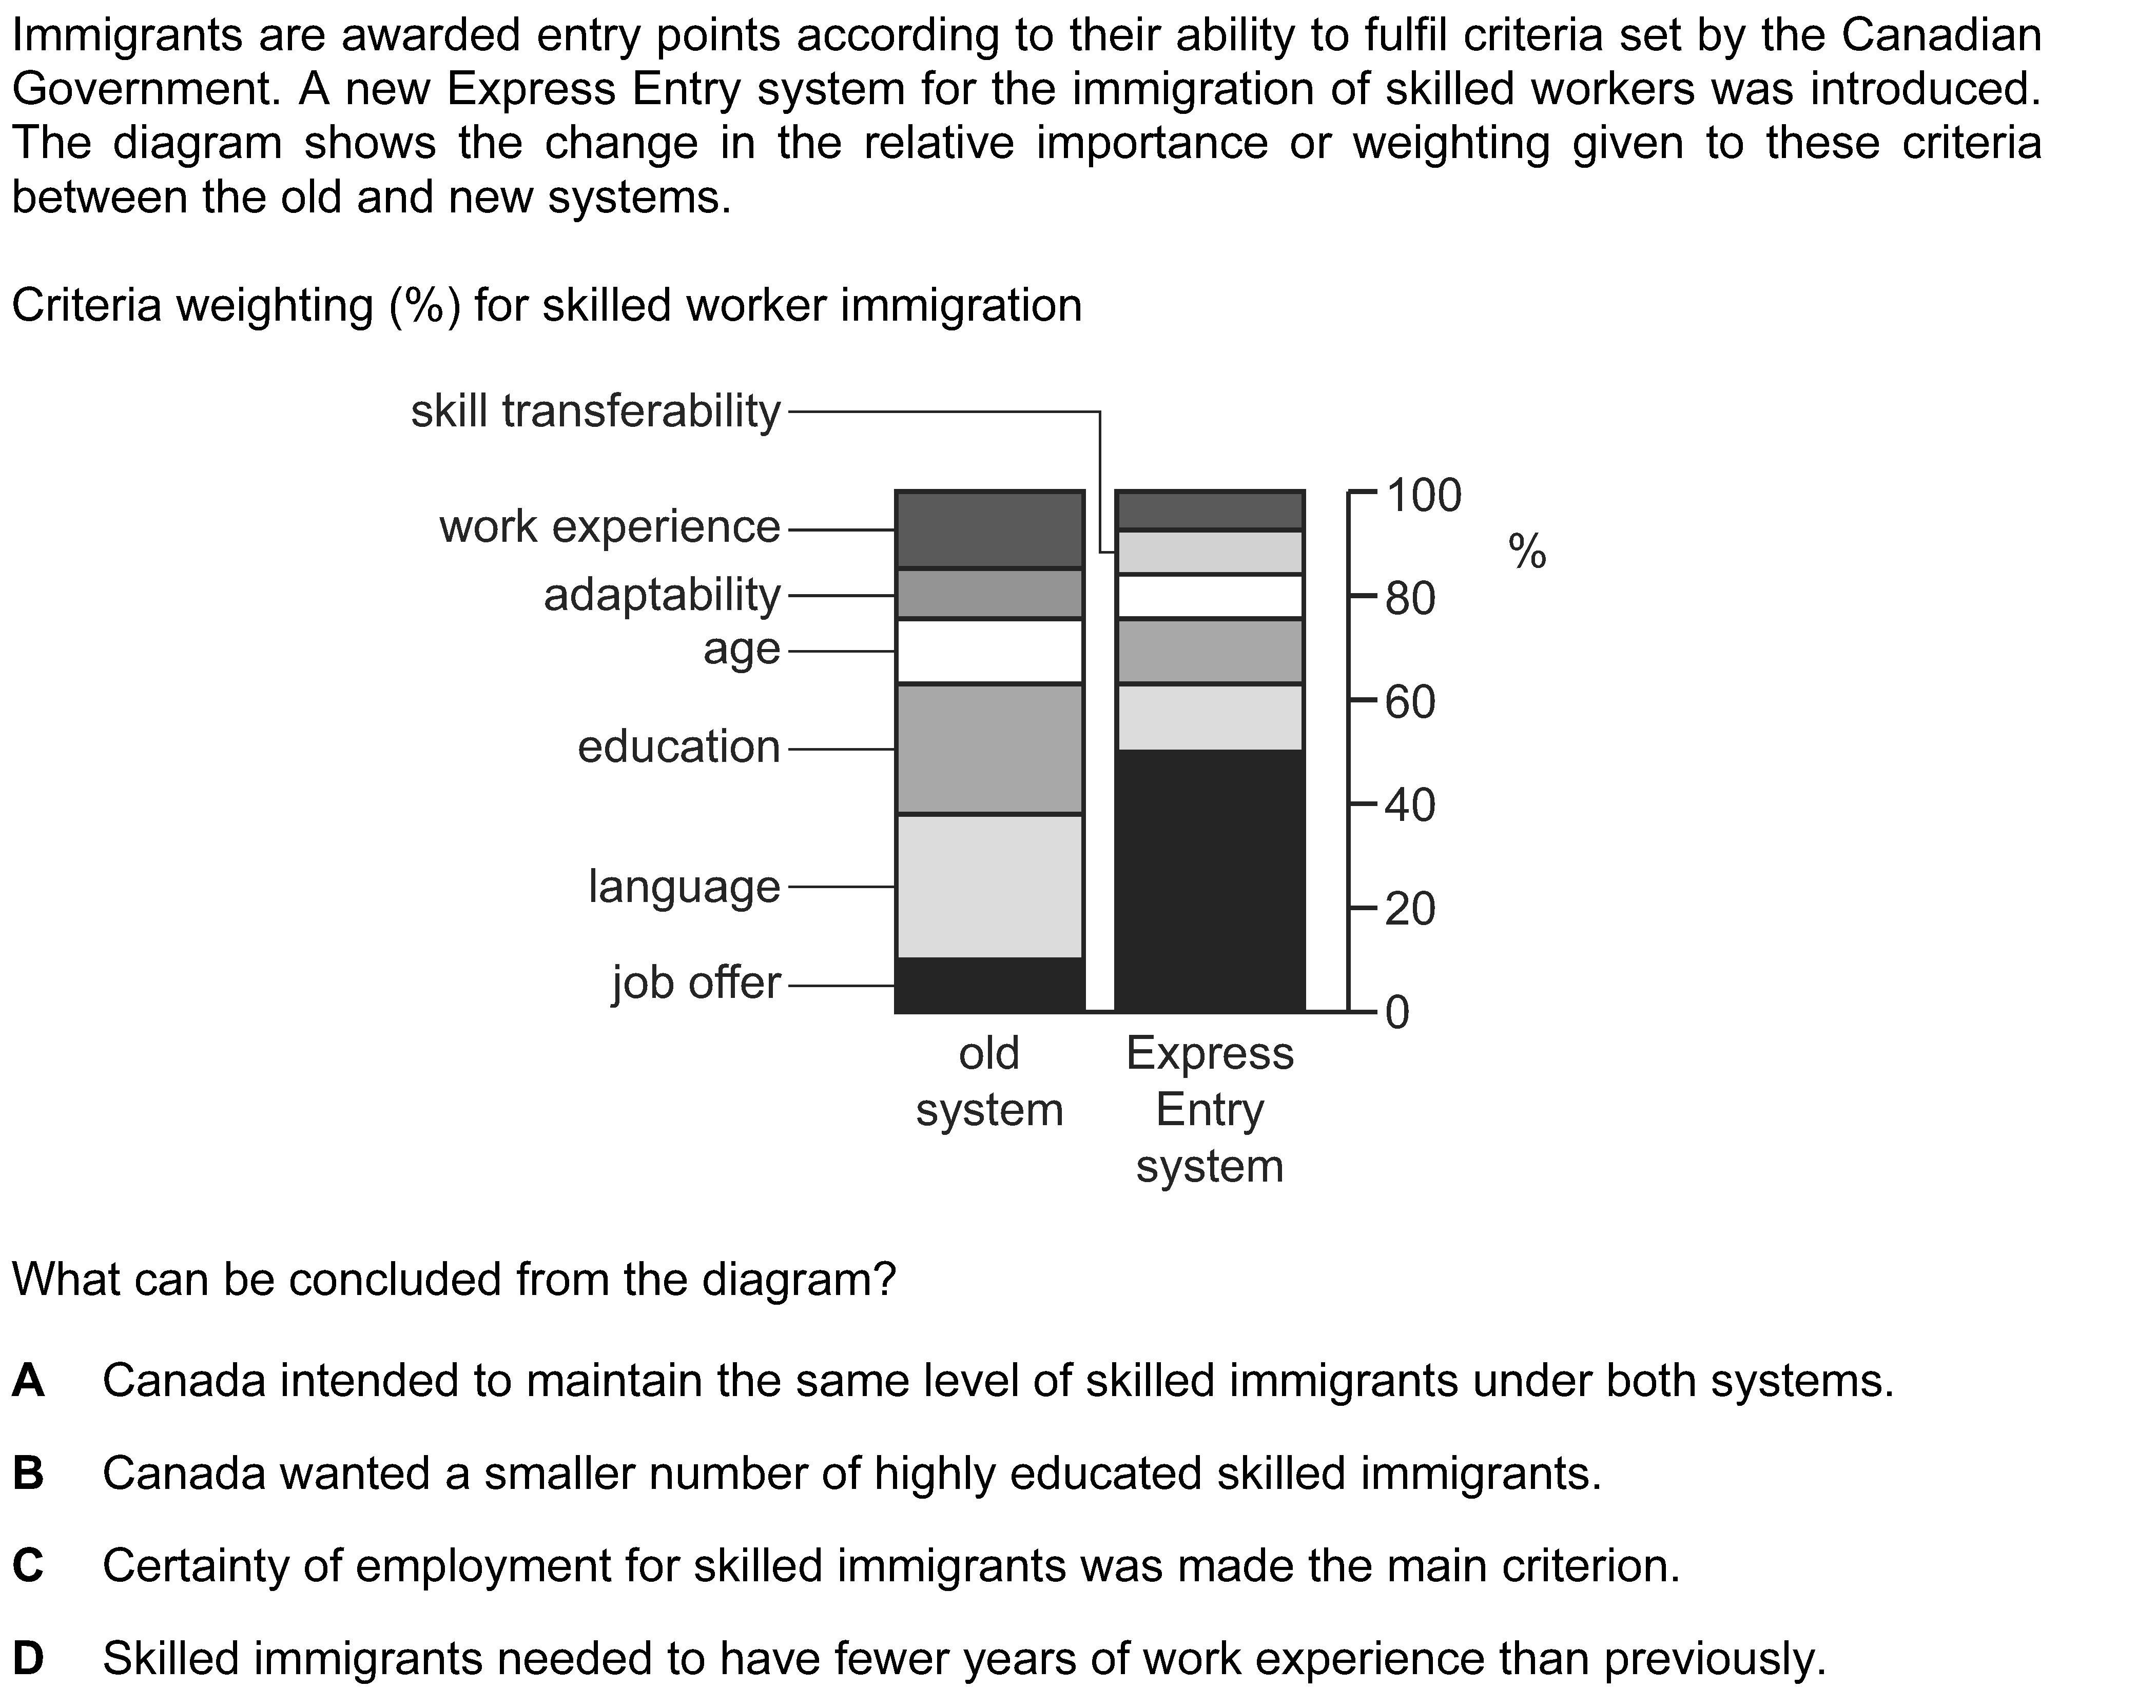 Immigrants are awarded entry points according to their ability to fulfil criteria set by the Canadian
Government. A new Express Entry system for the immigration of skilled workers was introduced.
The diagram shows the change in the relative importance or weighting given to these criteria
between the old and new systems.
Criteria weighting (%) for skilled worker immigration
skill transferability
work experience
adaptability
age
education
language
job offer
100
%
80
60
40
20
0
old
system
Express
Entry
system
What can be concluded from the diagram?
A Canada intended to maintain the same level of skilled immigrants under both systems.
B Canada wanted a smaller number of highly educated skilled immigrants.
C Certainty of employment for skilled immigrants was made the main criterion.
D Skilled immigrants needed to have fewer years of work experience than previously.